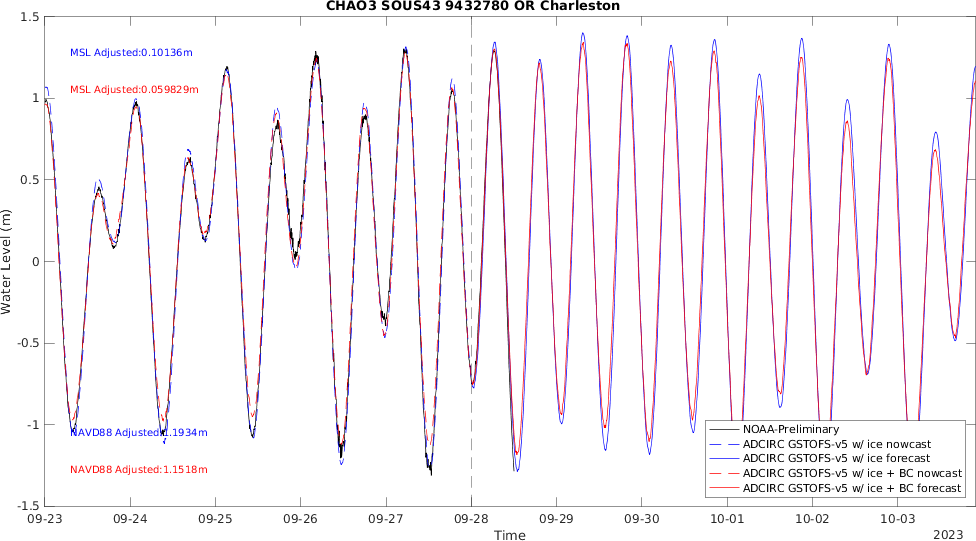 CHAO3 SOUS43 9432780 OR Charleston
MSL Adjusted:0.10136m
MSL Adjusted:0.059829m
NAVD88 Adjusted:1.1934m
NAVD88 Adjusted:1.1518m
Water Level (m)
1.5
1
0.5
0
-0.5
-1
-1.5
NOAA-Preliminary
ADCIRC GSTOFS-v5 w/ ice nowcast
ADCIRC GSTOFS-v5 w/ ice forecast
ADCIRC GSTOFS-v5 w/ ice + BC nowcast
ADCIRC GSTOFS-v5 w/ ice + BC forecast
09-23 09-24 09-25 09-26 09-27 09-28 09-29 09-30 10-01 10-02 10-03
Time
2023